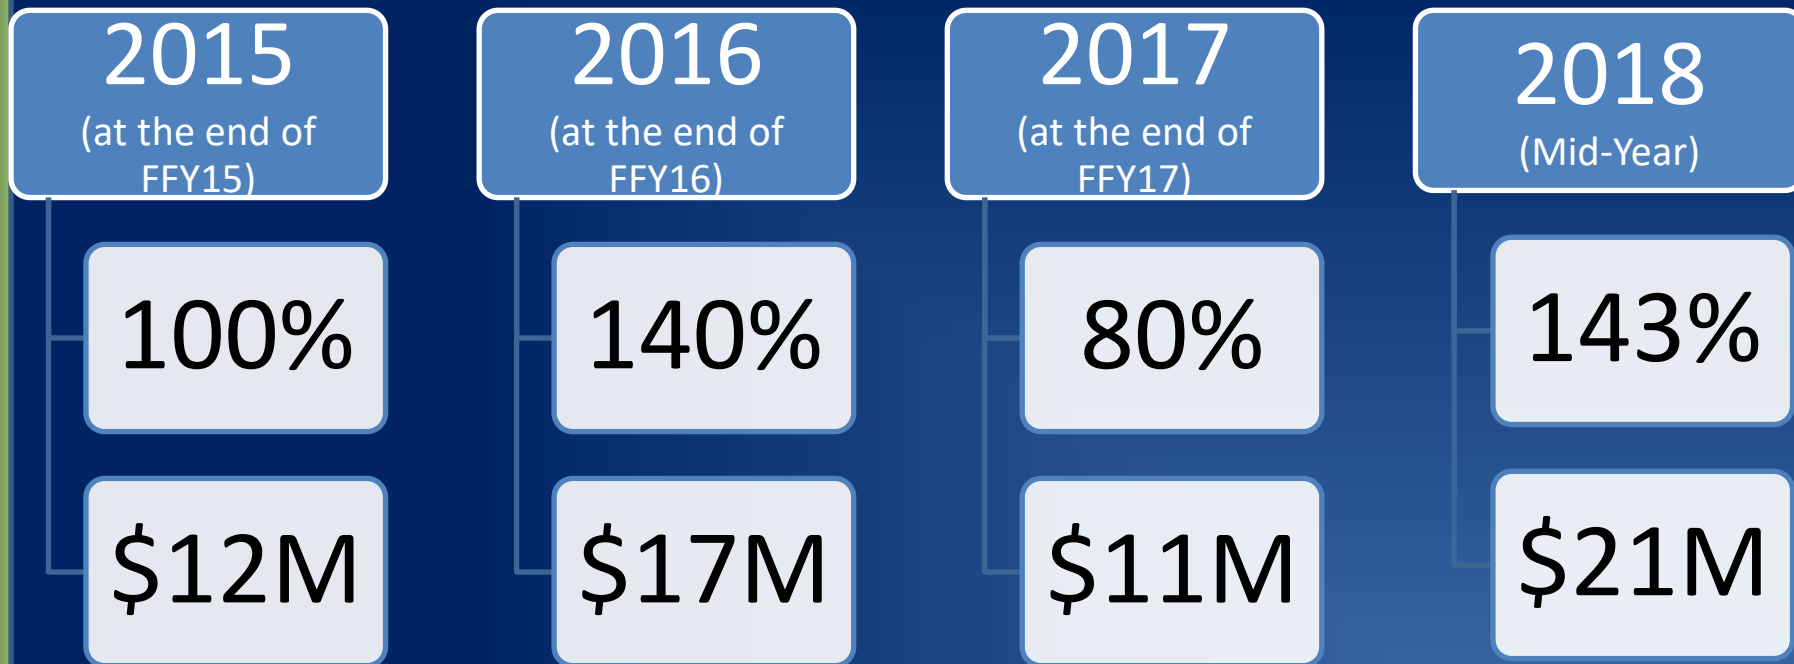 2015
(at the end of
FFY15)
100%
$12M
2016
(at the end of
FFY16)
140%
$17M
2017
(at the end of
FFY17)
80%
$11M
2018
(Mid-Year)
143%
$21M